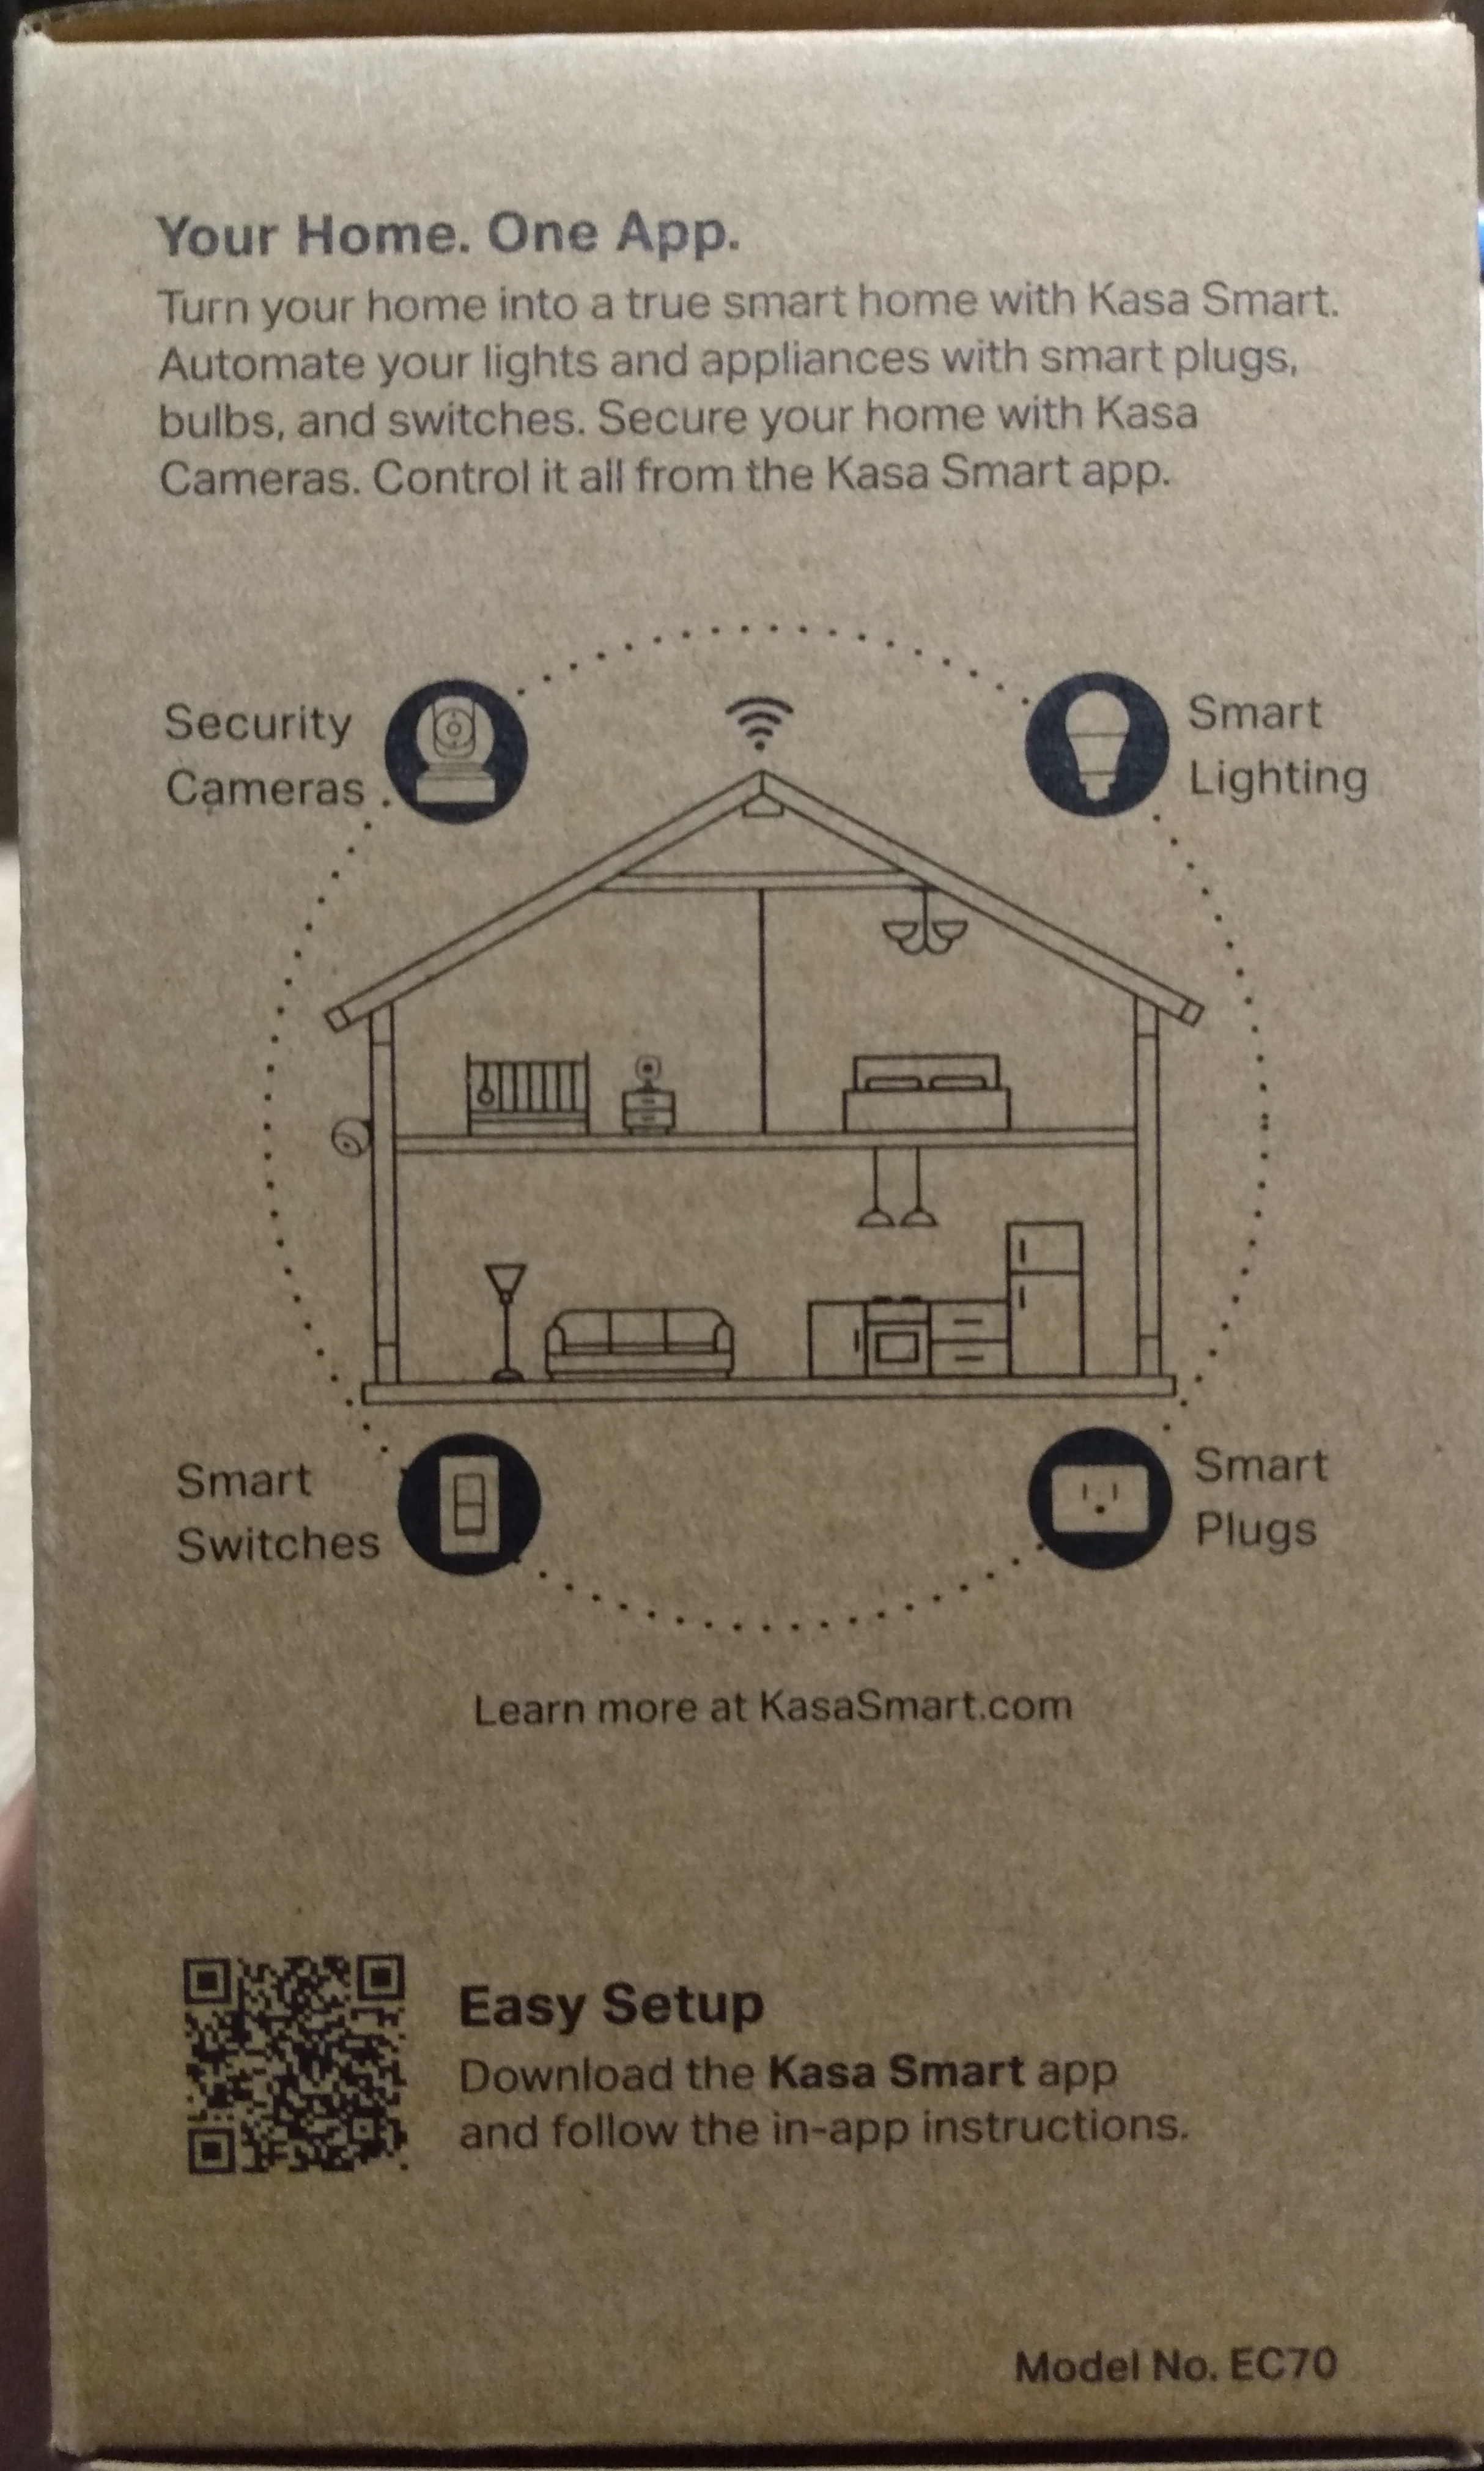 Your Home. One App.
Turn your home into a true smart home with Kasa Smart.
Automate your lights and appliances with smart plugs,
bulbs, and switches. Secure your home with Kasa
Cameras. Control it all from the Kasa Smart app.
Security
Cameras
Smart
Lighting
Smart
Switches
Smart
Plugs
Learn more at KasaSmart.com
Easy Setup
Download the Kasa Smart app
and follow the in-app instructions.
Model No. EC70